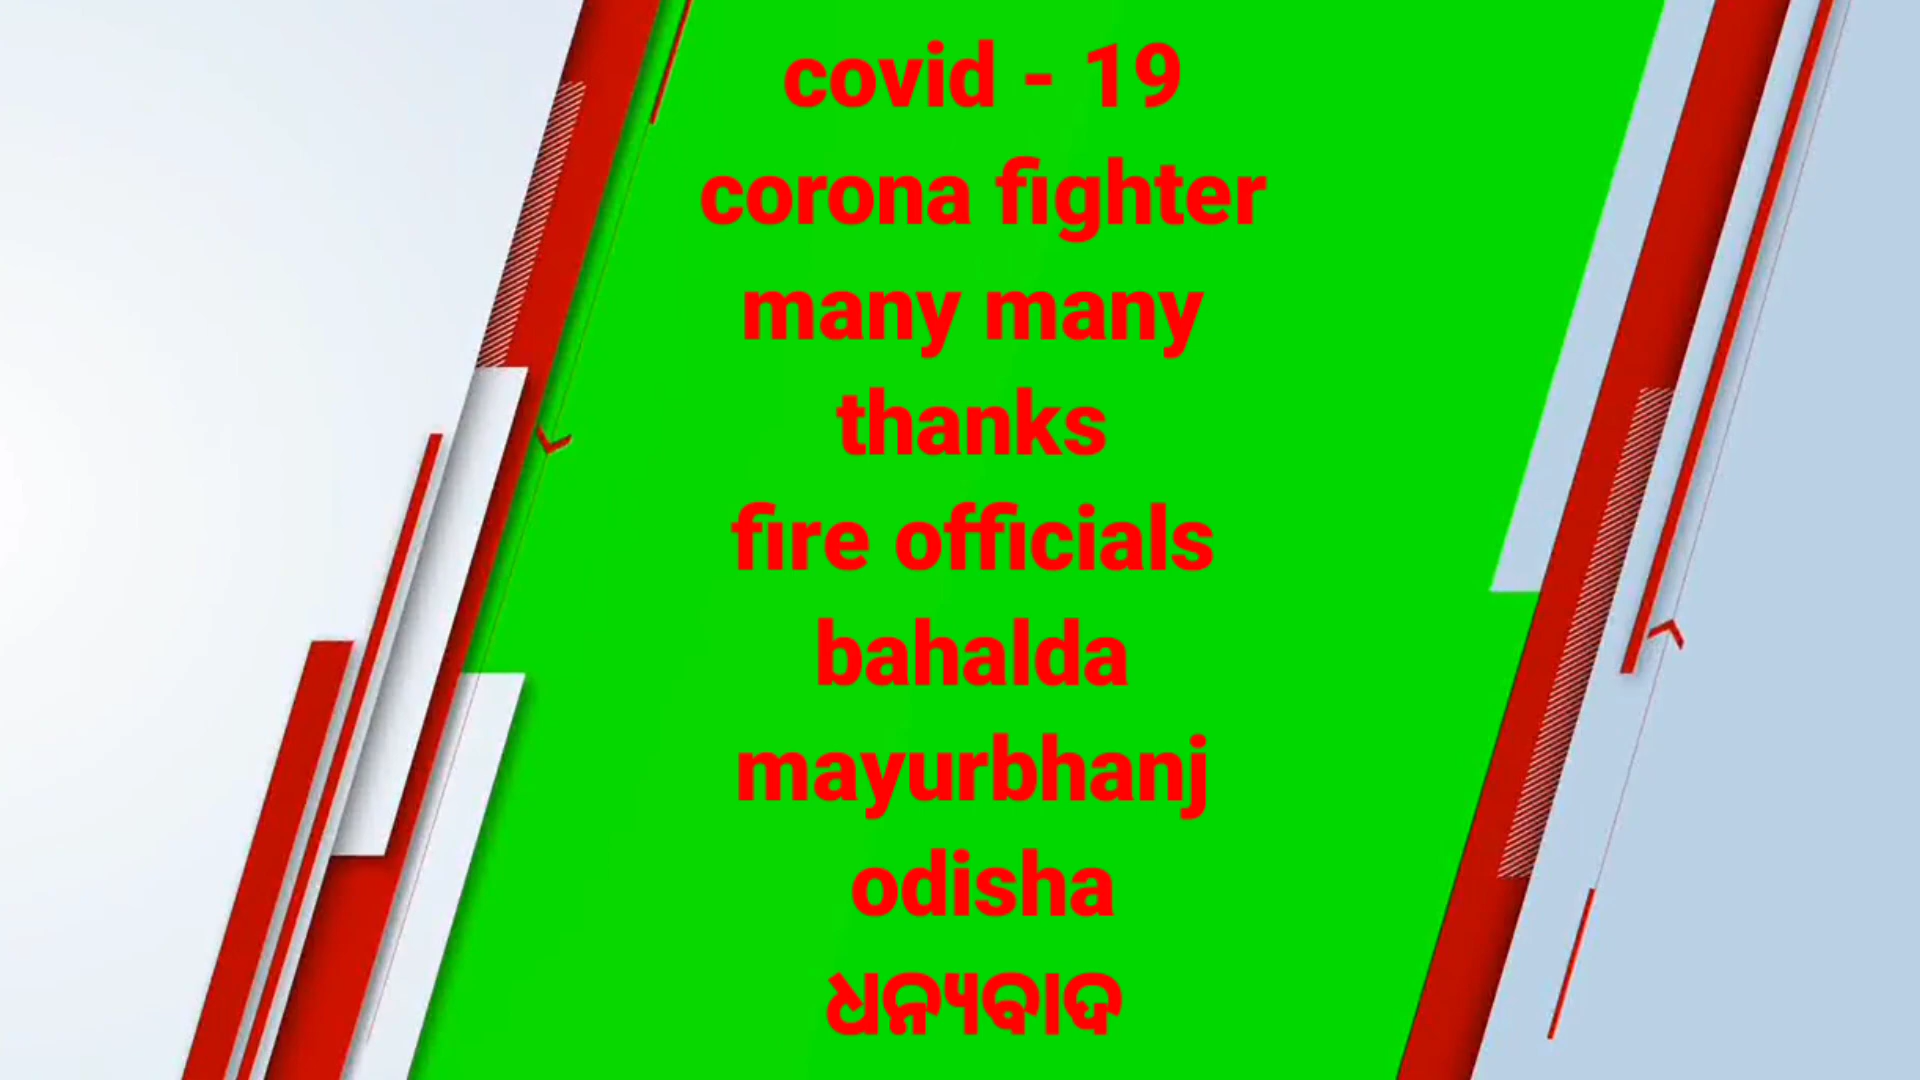 covid - 19
corona fighter
many many
thanks
fire officials
bahalda
mayurbhanj
odisha
ଧନ୍ୟବାଦ